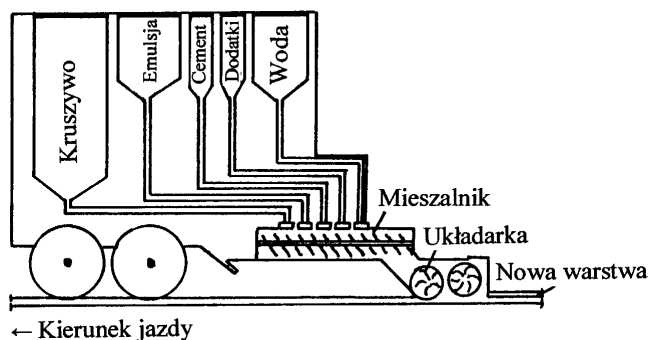 Kruszywo
Emulsja
Cement
Dodatki
Woda
Mieszalnik
Układarka
Nowa warstwa
← Kierunek jazdy